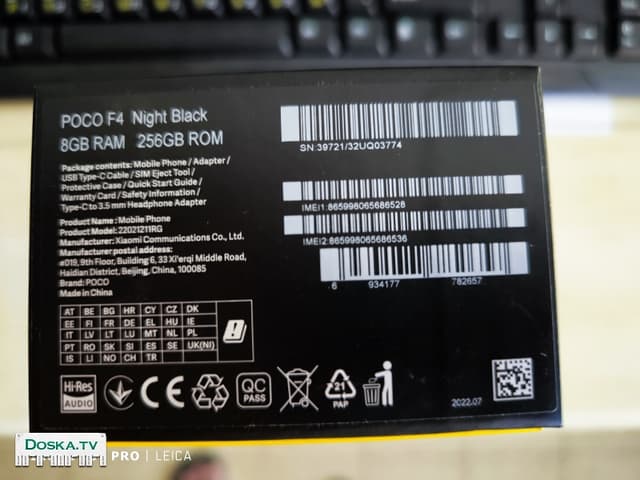 POCO F4 Night Black
8GB RAM 256GB ROM
Package contents: Mobile Phone / Adapter /
USB Type-C Cable / SIM Eject Tool /
Protective Case / Quick Start Guide /
Warranty Card / Safety Information /
Type-C to 3.5 mm Headphone Adapter
Product Name : Mobile Phone
Product Model: 22021211RG
Manufacturer: Xiaomi Communications Co., Ltd.
Manufacturer postal address:
#019, 9th Floor, Building 6, 33 Xi'erqi Middle Road,
Haidian District, Beijing, China, 100085
Brand: POCO
Made in China
SN:39721/32UQ03774
IMEI1:865998065686528
IMEI2:865998065686536
6 934177 782657
AT BE BG HR CY CZ DK
EE FI FR DE EL HU IE
IT LV LT LU MT NL PL
PT RO SK SI ES SE UK(NI)
IS LI NO CH TR
Hi-Res
AUDIO
CE
QC
PASS
21
PAP
2022.07
DOSKA.TV
PRO | LEICA